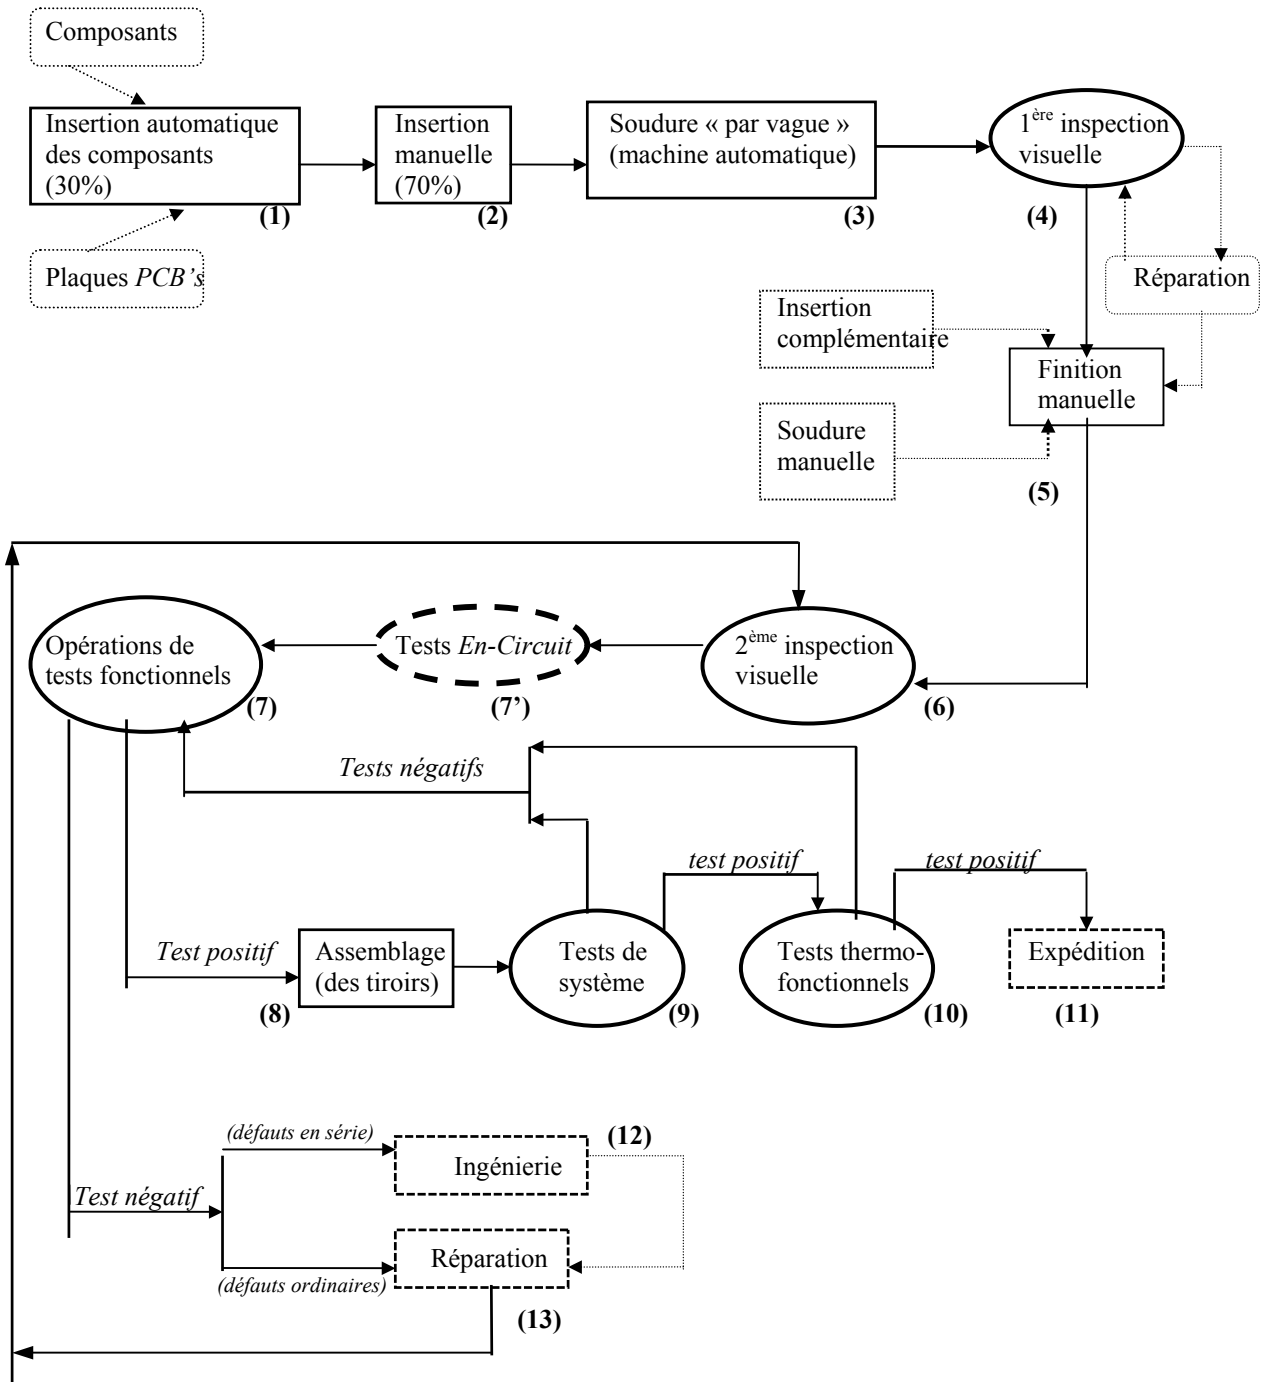 Composants
Insertion automatique
des composants
(30%)
(1)
Insertion
manuelle
(70%)
(2)
Soudure « par vague »
(machine automatique)
(3)
1ère inspection
visuelle
(4)
Plaques PCB’s
Réparation
Insertion
complémentaire
Finition
manuelle
Soudure
manuelle
(5)
Opérations de
tests fonctionnels
(7)
Tests En-Circuit
(7’)
2ème inspection
visuelle
(6)
Tests négatifs
test positif
test positif
Test positif
Assemblage
(des tiroirs)
(8)
Tests de
système
(9)
Tests thermo-
fonctionnels
(10)
Expédition
(11)
(défauts en série)
(12)
Ingénierie
Test négatif
Réparation
(défauts ordinaires)
(13)